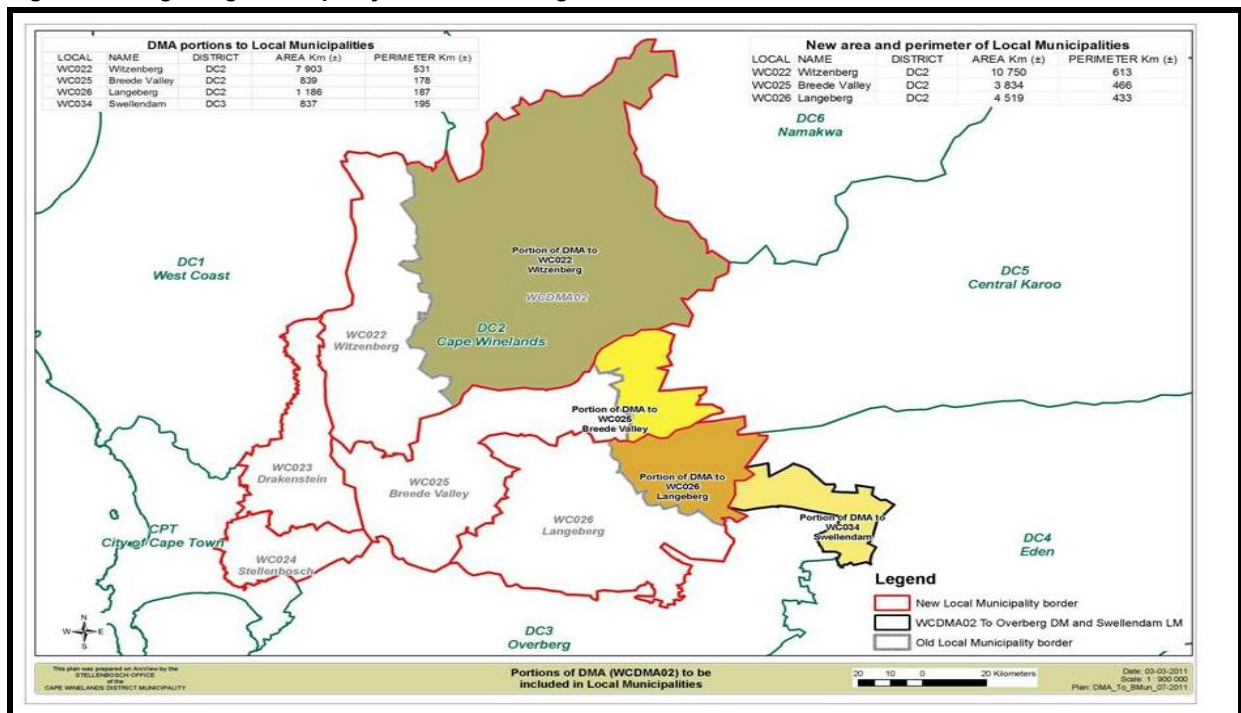 DMA portions to Local Municipalities
LOCAL NAME DISTRICT AREA Km (±) PERIMETER Km (±)
WC022 Witzenberg DC2 7 903 531
WC025 Breede Valley DC2 839 178
WC026 Langeberg DC2 1 186 187
WC034 Swellendam DC3 837 195
New area and perimeter of Local Municipalities
LOCAL NAME DISTRICT AREA Km (±) PERIMETER Km (±)
WC022 Witzenberg DC2 10 750 613
WC025 Breede Valley DC2 3 834 466
WC026 Langeberg DC2 4 519 433
DC6
Namakwa
DC1
West Coast
Portion of DMA to
WC022
Witzenberg
WCDMA02
DC5
Central Karoo
WC022
Witzenberg
DC2
Cape Winelands
Portion of DMA to
WC025
Breede Valley
WC023
Drakenstein
WC025
Breede Valley
Portion of DMA to
WC026
Langeberg
WC026
Langeberg
Portion of DMA to
WC034
Swellendam
CPT
City of Cape Town
WC024
Stellenbosch
DC4
Eden
DC3
Overberg
N
W E
S
Legend
New Local Municipality border
WCDMA02 To Overberg DM and Swellendam LM
Old Local Municipality border
This plan was prepared on ArcView by the
STELLENBOSCH OFFICE
of the
CAPE WINELANDS DISTRICT MUNICIPALITY
Portions of DMA (WCDMA02) to be
included in Local Municipalities
20 10 0 20 Kilometers
Date: 03-03-2011
Scale: 1 : 900 000
Plan: DMA_To_BMun_07-2011